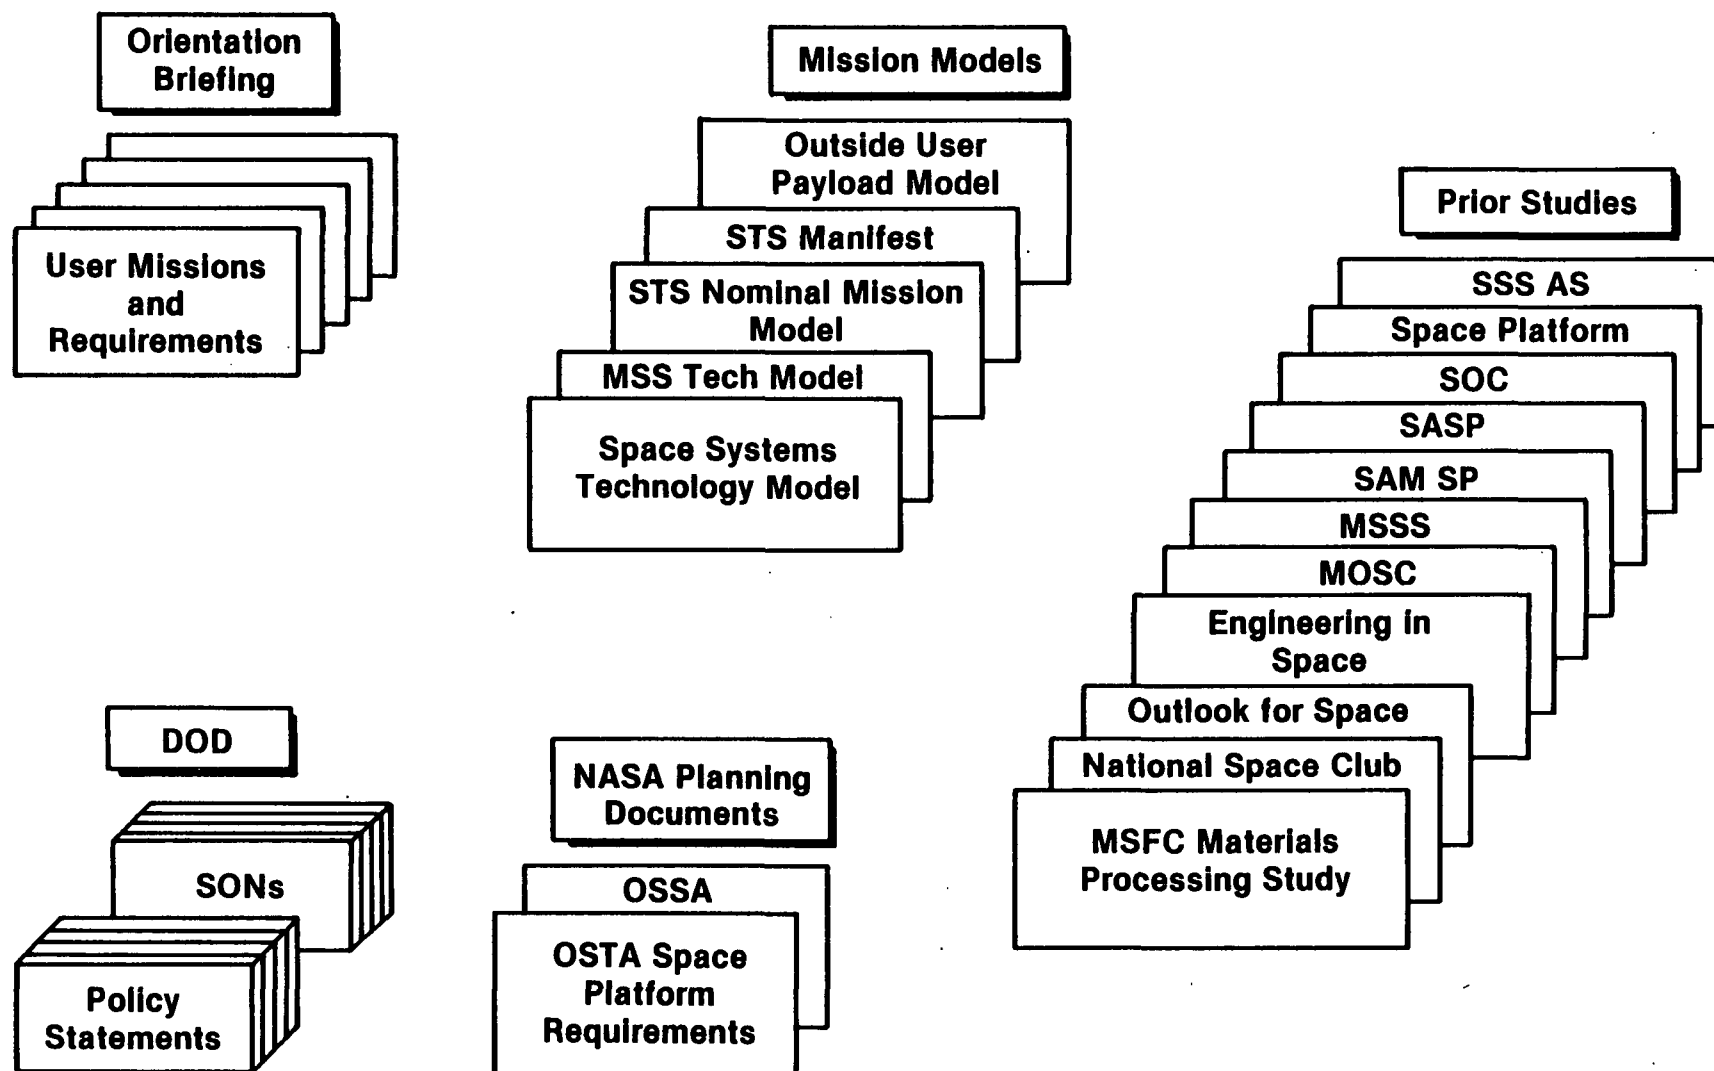 Orientation
Briefing
User Missions
and
Requirements
Mission Models
Outside User
Payload Model
STS Manifest
STS Nominal Mission
Model
MSS Tech Model
Space Systems
Technology Model
Prior Studies
SSS AS
Space Platform
SOC
SASP
SAM SP
MSSS
MOSC
Engineering in
Space
Outlook for Space
National Space Club
MSFC Materials
Processing Study
DOD
SONs
Policy
Statements
NASA Planning
Documents
OSSA
OSTA Space
Platform
Requirements